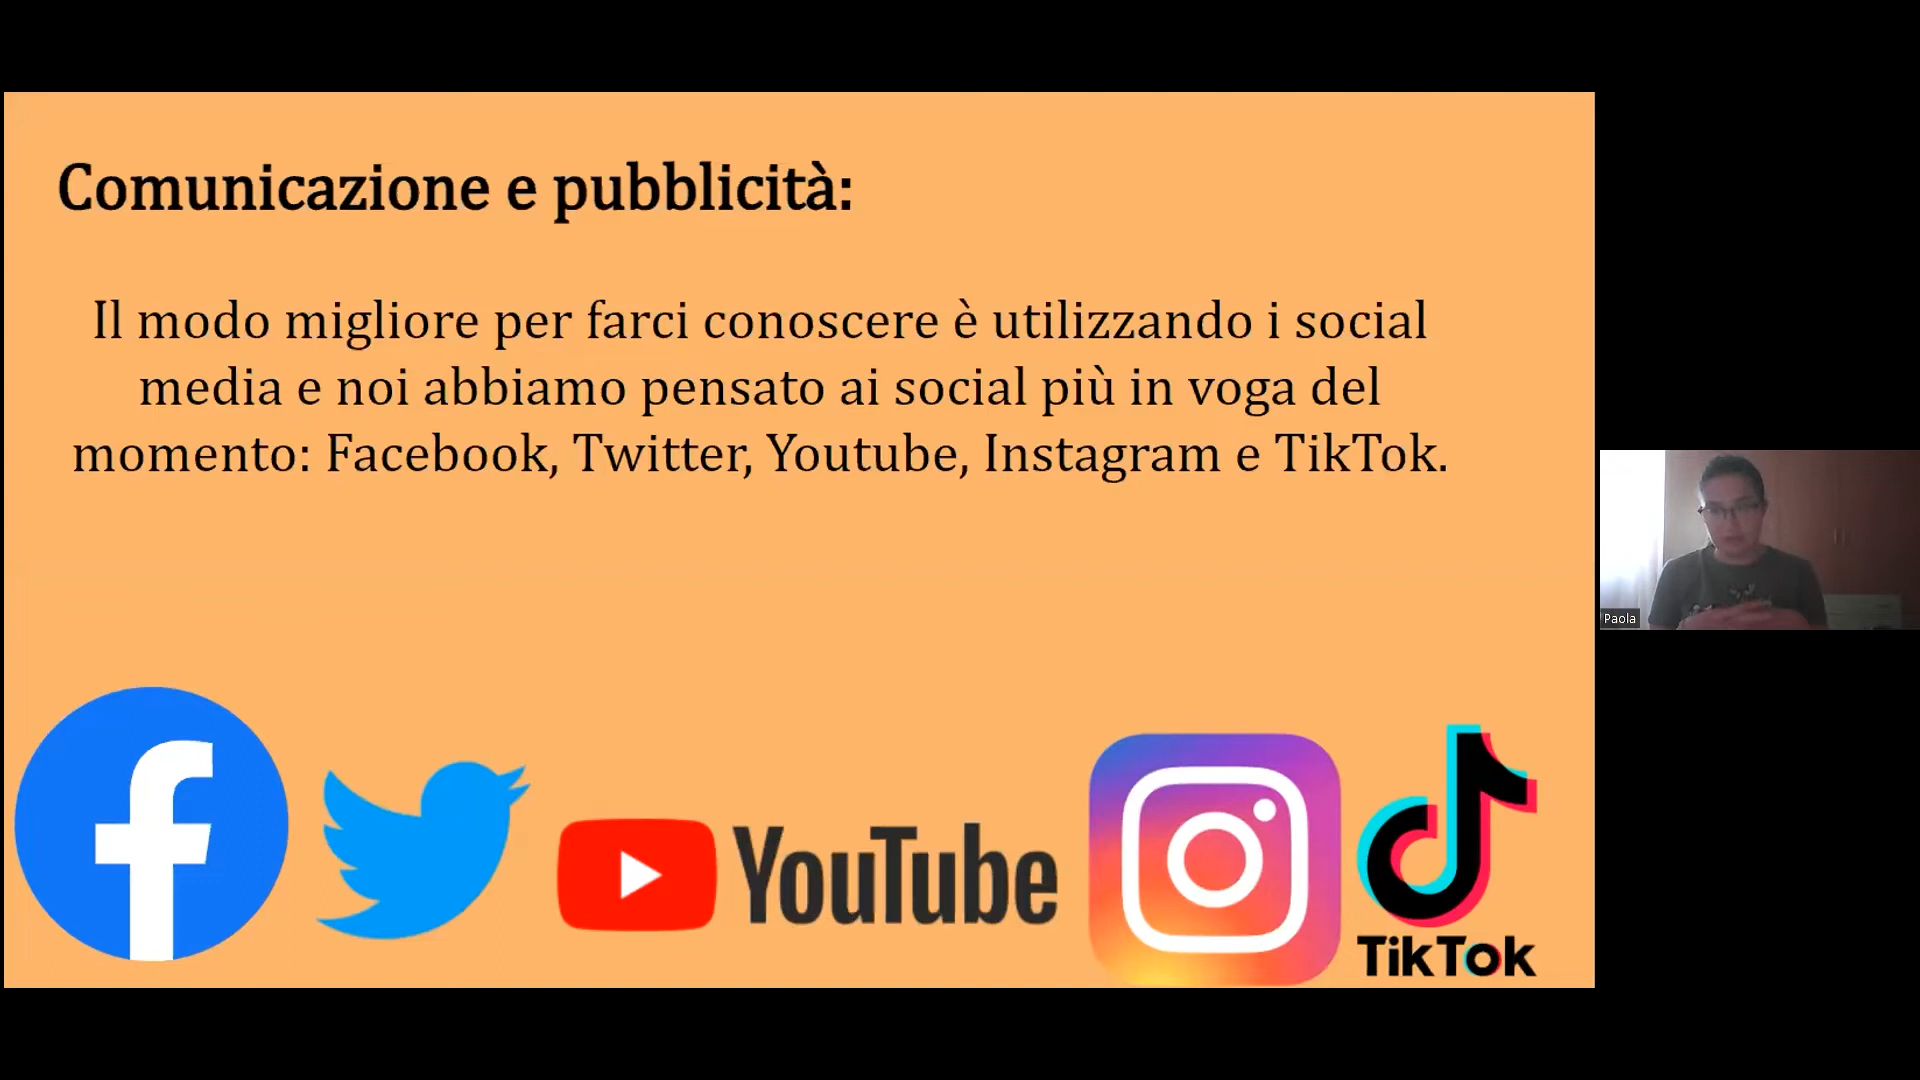 Comunicazione e pubblicità:
Il modo migliore per farci conoscere è utilizzando i social
media e noi abbiamo pensato ai social più in voga del
momento: Facebook, Twitter, Youtube, Instagram e TikTok.
Paola
YouTube
TikTok